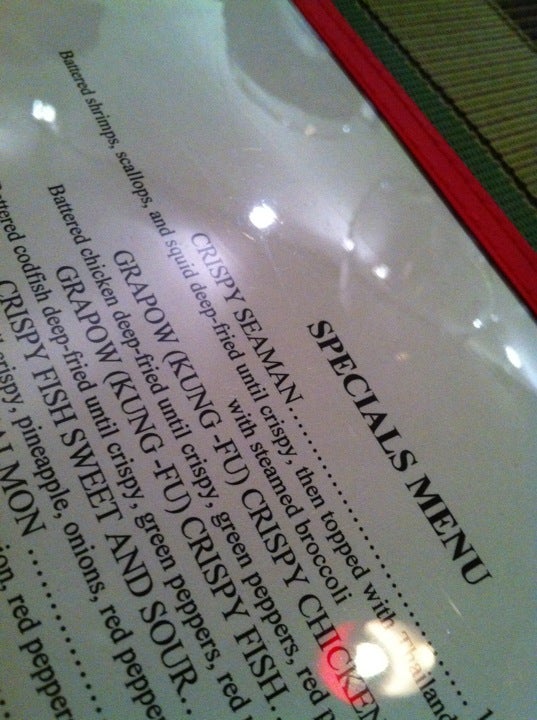 SPECIALS MENU
CRISPY SEAMAN
Battered shrimps, scallops, and squid deep-fried until crispy, then topped with Thailand
with steamed broccoli
GRAPOW (KUNG-FU) CRISPY CHICKEN
Battered chicken deep-fried until crispy, green peppers, red
GRAPOW (KUNG-FU) CRISPY FISH.
Battered codfish deep-fried until crispy, green peppers, red
CRISPY FISH SWEET AND SOUR..
crispy, pineapple, onions, red peppe
ALMON
on, red pepper